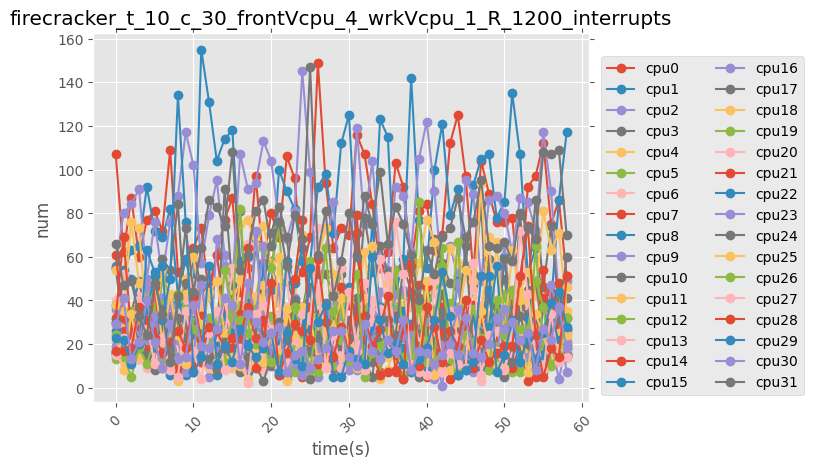 firecracker_t_10_c_30_frontVcpu_4_wrkVcpu_1_R_1200_interrupts
160
140
120
100
80
60
40
20
0
num
0
10
20
30
40
50
60
time(s)
cpu0
cpu1
cpu2
cpu3
cpu4
cpu5
cpu6
cpu7
cpu8
cpu9
cpu10
cpu11
cpu12
cpu13
cpu14
cpu15
cpu16
cpu17
cpu18
cpu19
cpu20
cpu21
cpu22
cpu23
cpu24
cpu25
cpu26
cpu27
cpu28
cpu29
cpu30
cpu31